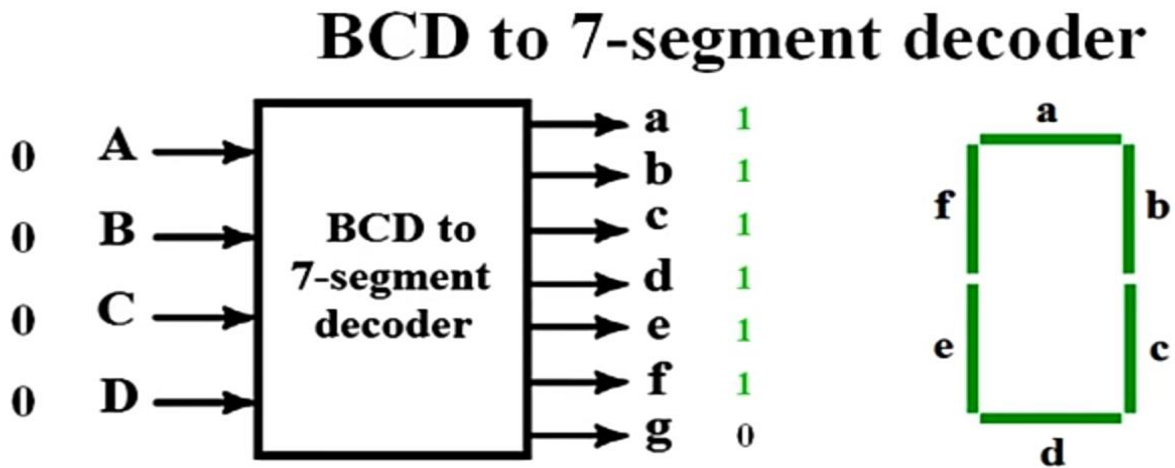 BCD to 7-segment decoder
0 A
0 B
0 C
0 D
BCD to
7-segment
decoder
a 1
b 1
c 1
d 1
e 1
f 1
g 0
a
f b
e c
d